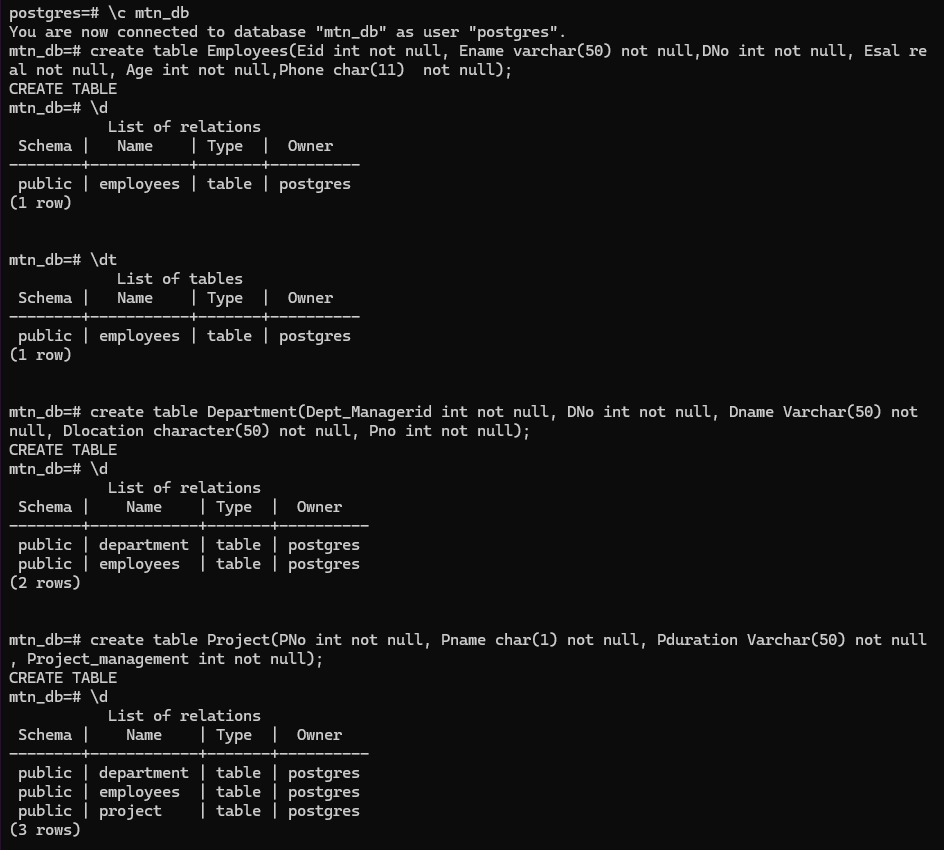 postgres=# \c mtn_db
You are now connected to database "mtn_db" as user "postgres".
mtn_db=# create table Employees(Eid int not null, Ename varchar(50) not null,DNo int not null, Esal re
al not null, Age int not null,Phone char(11)  not null);
CREATE TABLE
mtn_db=# \d
           List of relations
 Schema |   Name    | Type  |  Owner
--------+-----------+-------+----------
 public | employees | table | postgres
(1 row)
mtn_db=# \dt
            List of tables
 Schema |   Name    | Type  |  Owner
--------+-----------+-------+----------
 public | employees | table | postgres
(1 row)
mtn_db=# create table Department(Dept_Managerid int not null, DNo int not null, Dname Varchar(50) not
null, Dlocation character(50) not null, Pno int not null);
CREATE TABLE
mtn_db=# \d
           List of relations
 Schema |    Name    | Type  |  Owner
--------+------------+-------+----------
 public | department | table | postgres
 public | employees  | table | postgres
(2 rows)
mtn_db=# create table Project(PNo int not null, Pname char(1) not null, Pduration Varchar(50) not null
, Project_management int not null);
CREATE TABLE
mtn_db=# \d
           List of relations
 Schema |    Name    | Type  |  Owner
--------+------------+-------+----------
 public | department | table | postgres
 public | employees  | table | postgres
 public | project    | table | postgres
(3 rows)